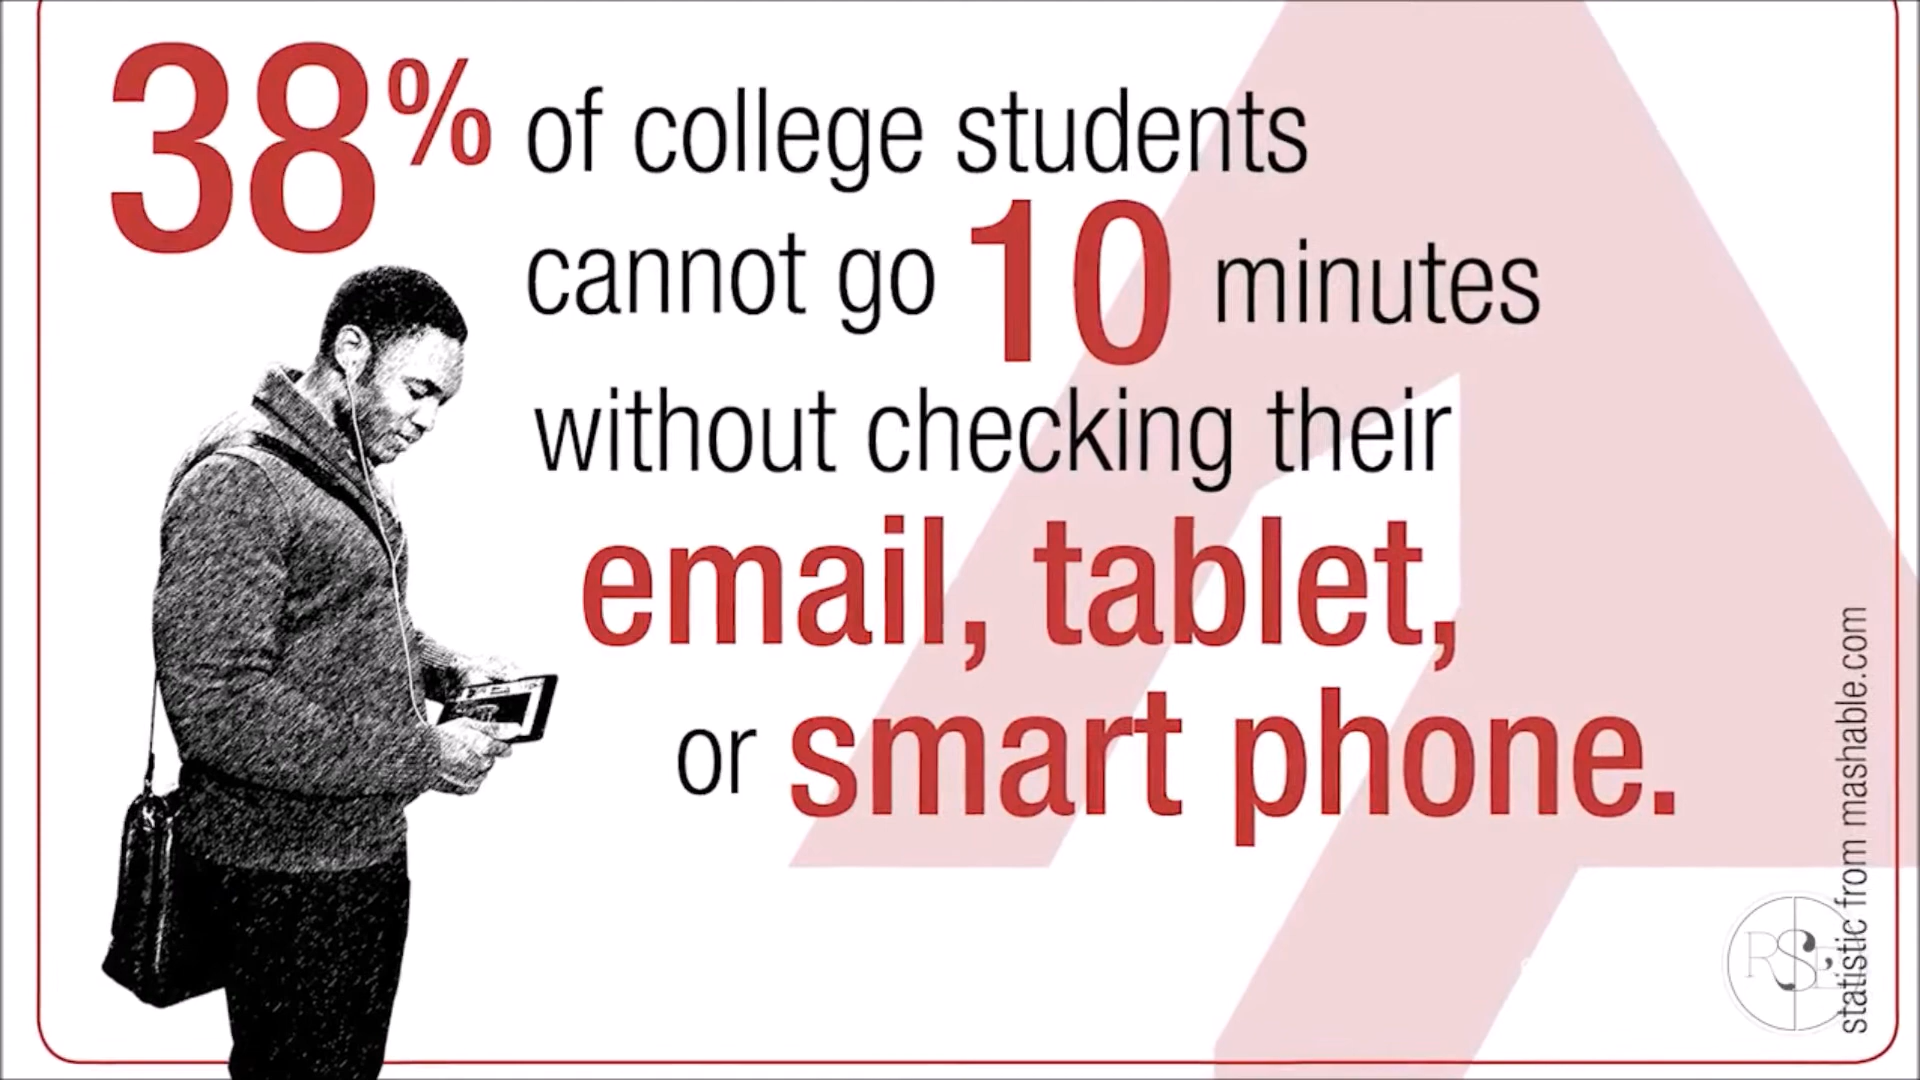 38% of college students
cannot go 10 minutes
without checking their
email, tablet,
or smart phone.
statistic from mashable.com
RSE